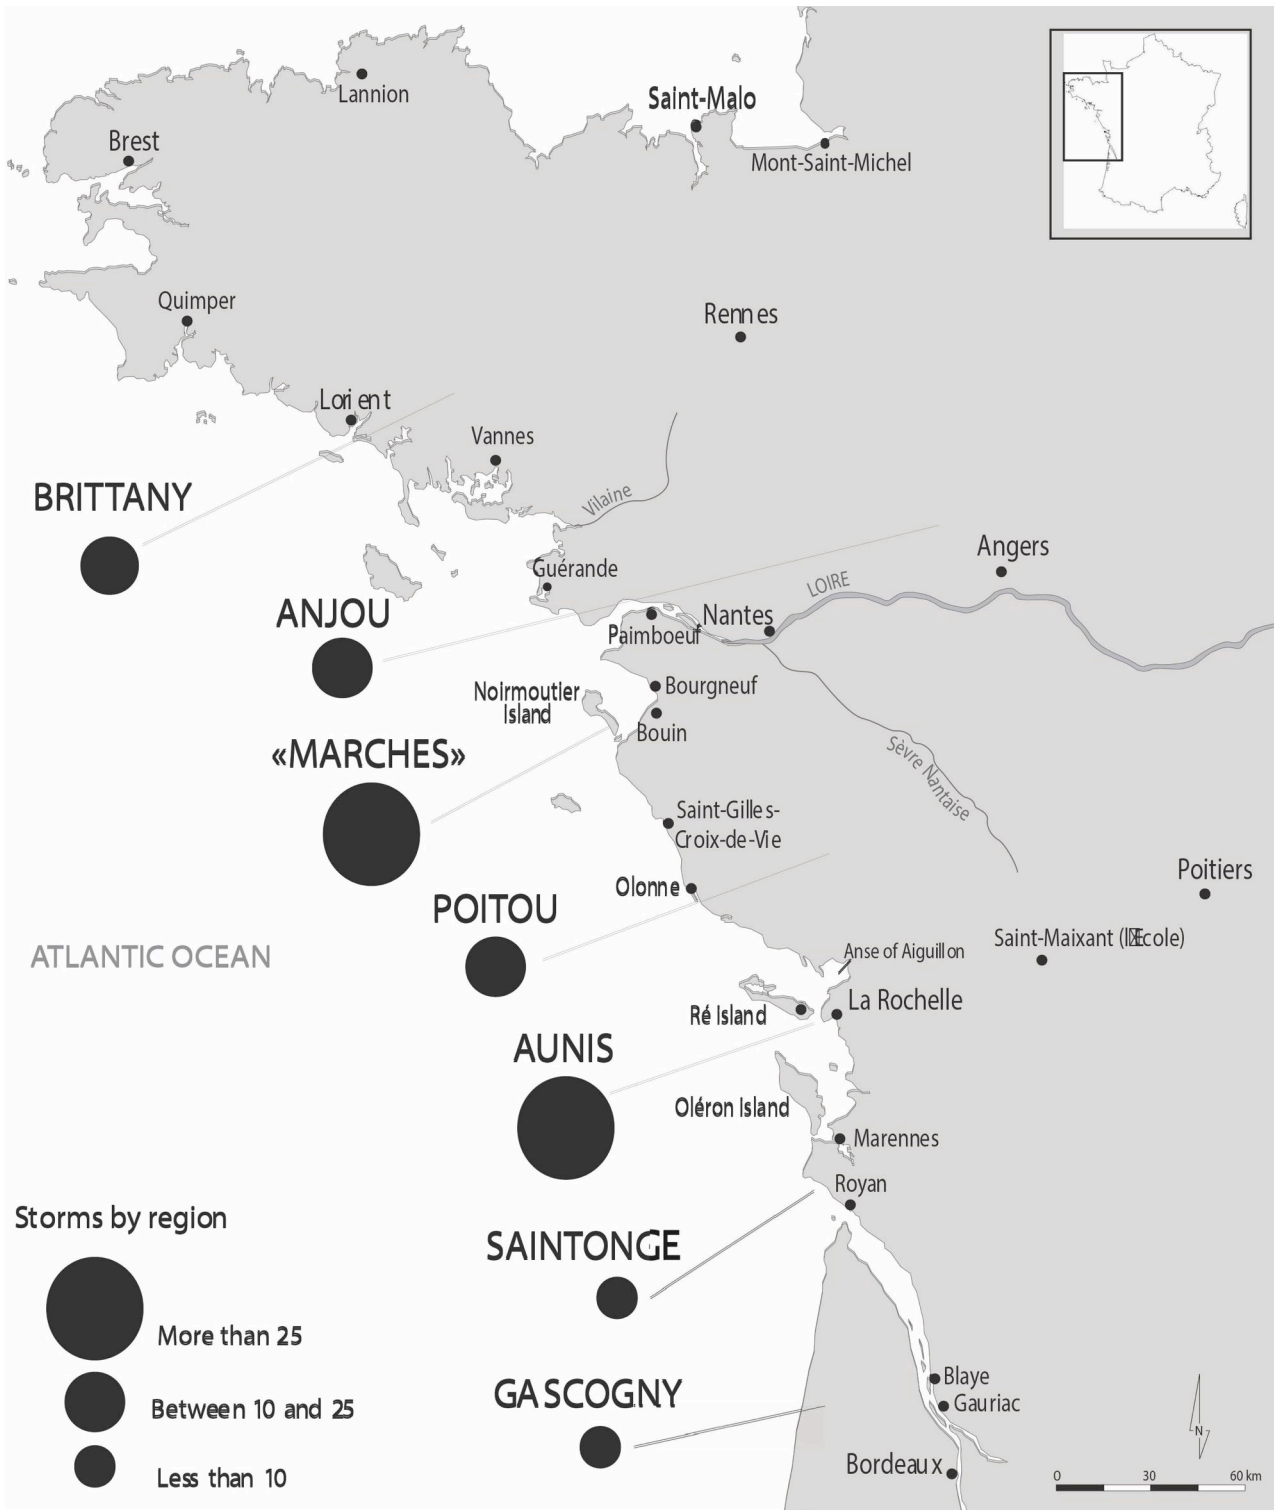 Lannion
Saint-Malo
Brest
Mont-Saint-Michel
Quimper
Rennes
Lorient
Vannes
BRITTANY
Vilaine
Angers
Guérande
LOIRE
ANJOU
Nantes
Paimboeuf
Noirmoutier
Island
Bourgneuf
Bouin
«MARCHES»
Sèvre Nantaise
Saint-Gilles-
Croix-de-Vie
Poitiers
Olonne
POITOU
Saint-Maixant (l'École)
ATLANTIC OCEAN
Anse of Aiguillon
La Rochelle
Ré Island
AUNIS
Oléron Island
Marennes
Royan
Storms by region
SAINTONGE
More than 25
Blaye
GASCOGNY
Gauriac
Between 10 and 25
Bordeaux
Less than 10
N
0 30 60 km